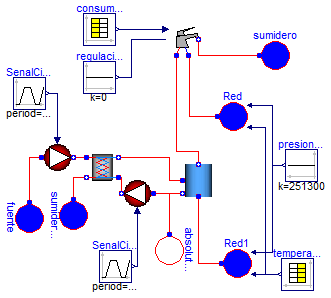 consum...
sumidero
regulaci...
k=0
SenalCi...
Red
period=...
presion...
k=251300
fuente
sumider...
absolut...
Red1
SenalCi...
tempera...
period=...